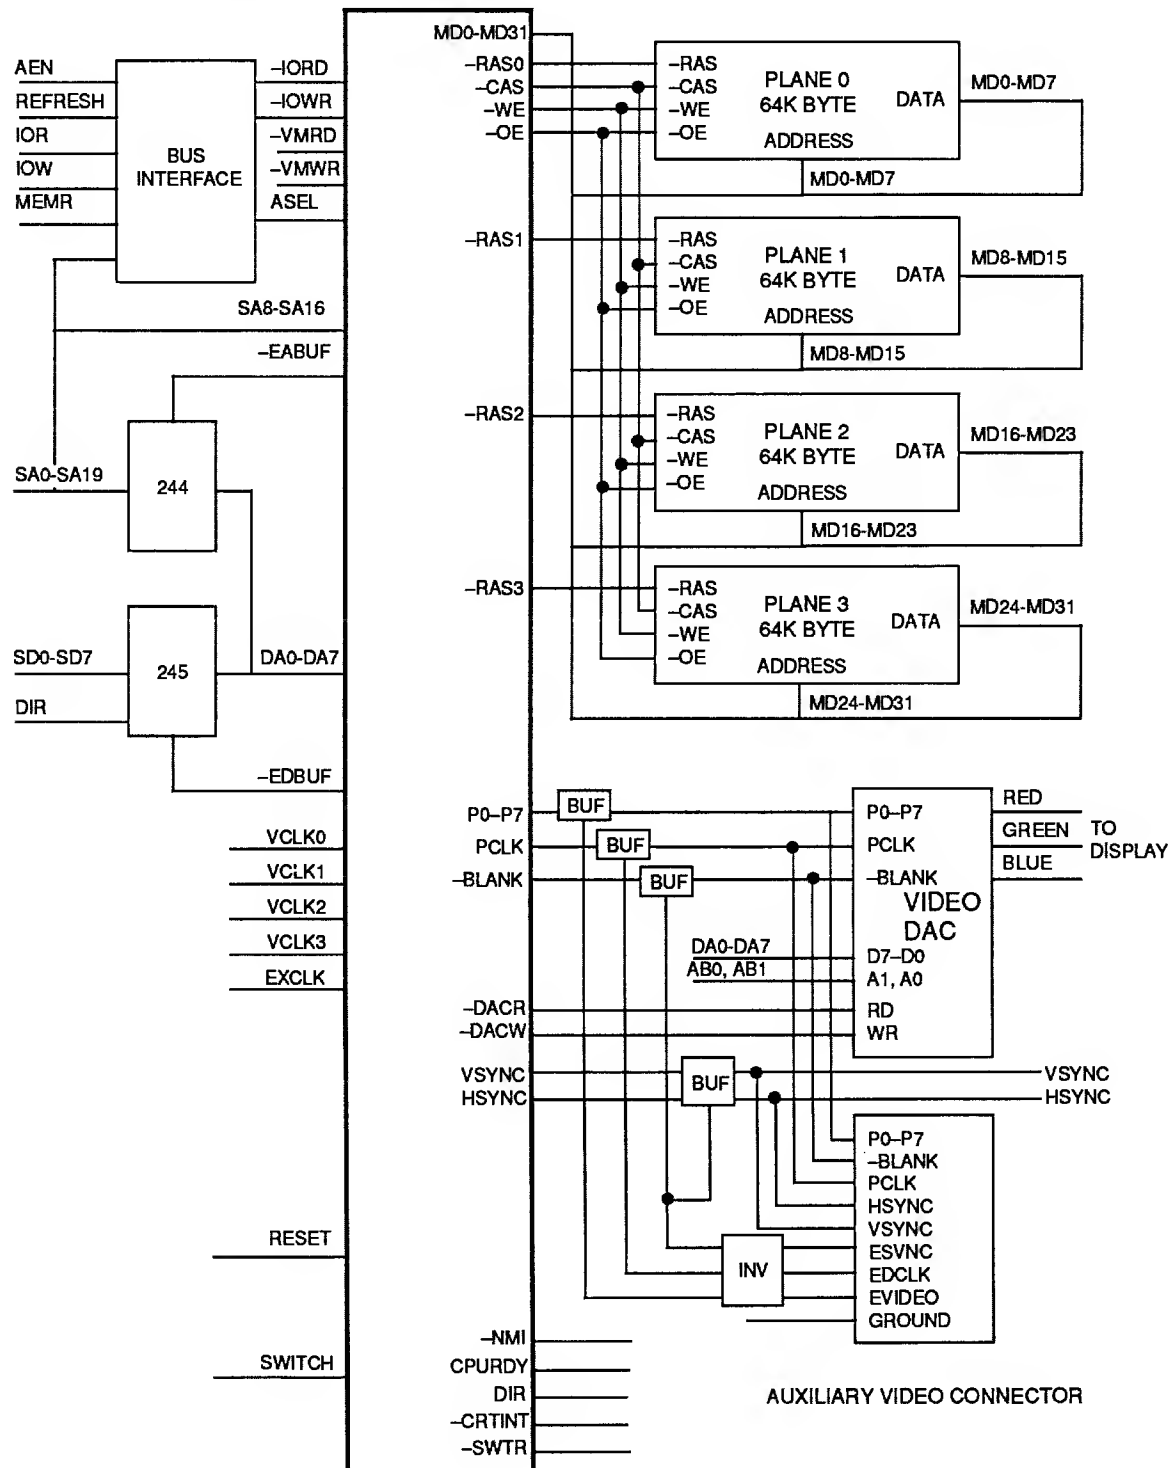 AEN
REFRESH
IOR
IOW
MEMR
BUS
INTERFACE
-IORD
-IOWR
-VMRD
-VMWR
ASEL
SA8-SA16
-EABUF
SA0-SA19
244
SD0-SD7
DIR
245
DA0-DA7
-EDBUF
VCLK0
VCLK1
VCLK2
VCLK3
EXCLK
RESET
SWITCH
MD0-MD31
-RAS0
-CAS
-WE
-OE
-RAS1
-RAS2
-RAS3
P0–P7
PCLK
-BLANK
-DACR
-DACW
VSYNC
HSYNC
-NMI
CPURDY
DIR
-CRTINT
-SWTR
-RAS
-CAS
-WE
-OE
PLANE 0
64K BYTE
DATA
ADDRESS
MD0-MD7
MD0-MD7
-RAS
-CAS
-WE
-OE
PLANE 1
64K BYTE
DATA
ADDRESS
MD8-MD15
MD8-MD15
-RAS
-CAS
-WE
-OE
PLANE 2
64K BYTE
DATA
ADDRESS
MD16-MD23
MD16-MD23
-RAS
-CAS
-WE
-OE
PLANE 3
64K BYTE
DATA
ADDRESS
MD24-MD31
MD24-MD31
BUF
BUF
BUF
P0–P7
PCLK
-BLANK
VIDEO
DAC
DA0-DA7
AB0, AB1
D7–D0
A1, A0
RD
WR
RED
GREEN
BLUE
TO
DISPLAY
BUF
VSYNC
HSYNC
P0–P7
-BLANK
PCLK
HSYNC
VSYNC
ESVNC
EDCLK
EVIDEO
GROUND
INV
AUXILIARY VIDEO CONNECTOR